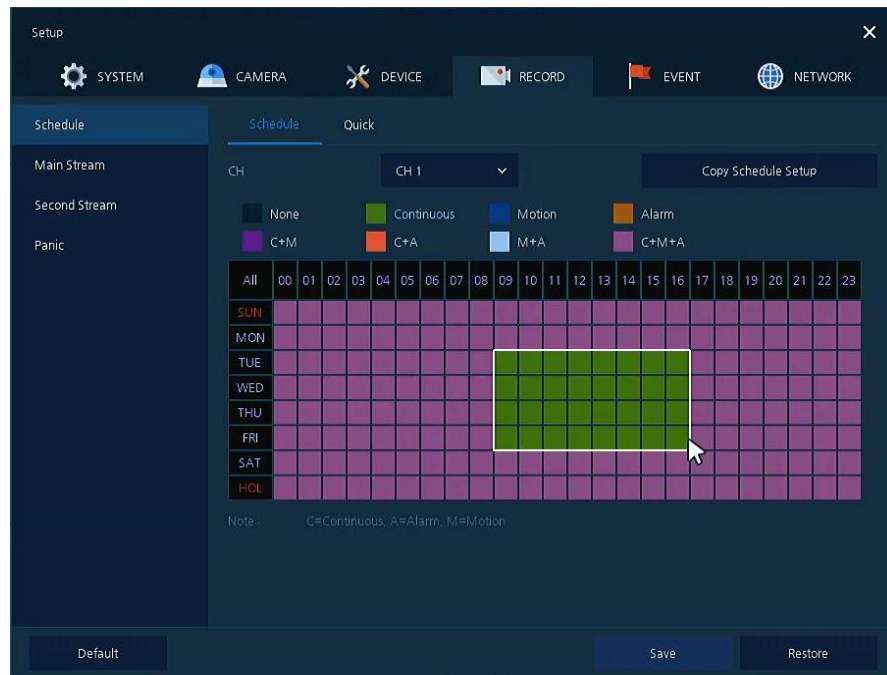 Setup
SYSTEM CAMERA DEVICE RECORD EVENT NETWORK
Schedule
Main Stream
Second Stream
Panic
Schedule Quick
CH CH 1 Copy Schedule Setup
None Continuous Motion Alarm
C+M C+A M+A C+M+A
All 00 01 02 03 04 05 06 07 08 09 10 11 12 13 14 15 16 17 18 19 20 21 22 23
SUN
MON
TUE
WED
THU
FRI
SAT
HOL
Note : C=Continuous, A=Alarm, M=Motion
Default Save Restore